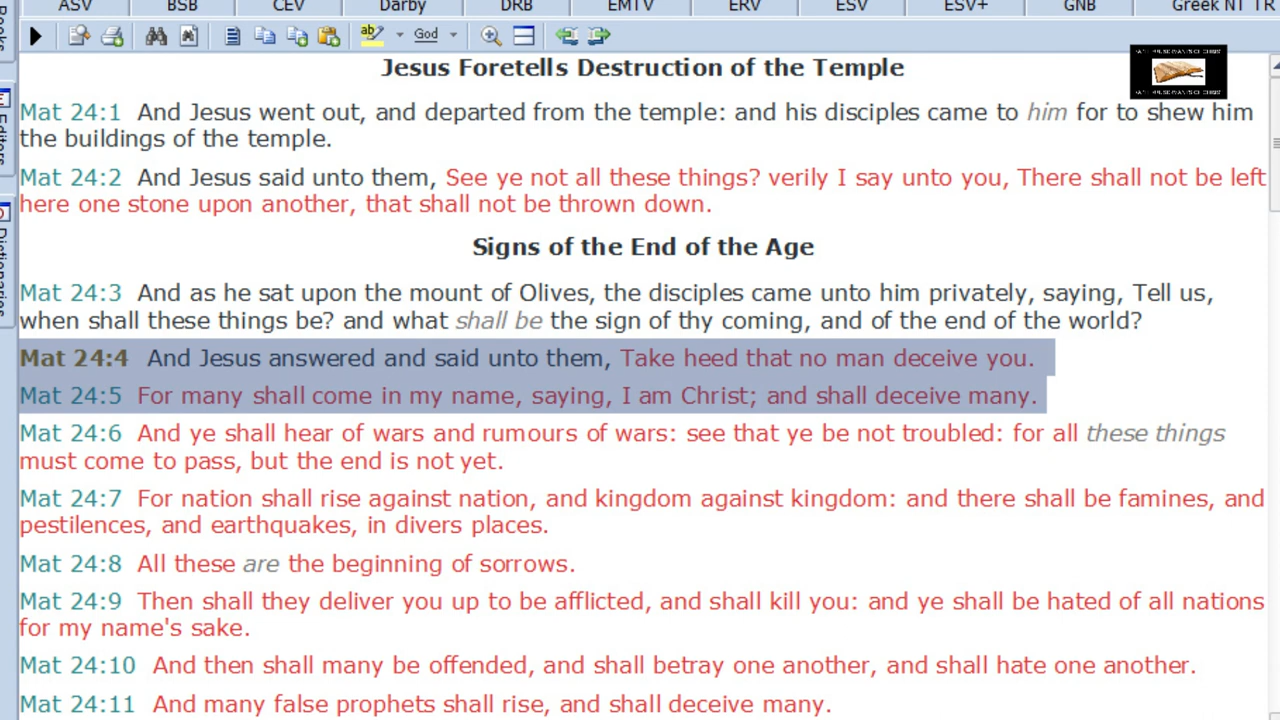 ASV BSB CEV Darby DRB EMTV ERV ESV ESV+ GNB Greek NT TR
God
Jesus Foretells Destruction of the Temple
Mat 24:1 And Jesus went out, and departed from the temple: and his disciples came to him for to shew him
the buildings of the temple.
Mat 24:2 And Jesus said unto them, See ye not all these things? verily I say unto you, There shall not be left
here one stone upon another, that shall not be thrown down.
Signs of the End of the Age
Mat 24:3 And as he sat upon the mount of Olives, the disciples came unto him privately, saying, Tell us,
when shall these things be? and what shall be the sign of thy coming, and of the end of the world?
Mat 24:4 And Jesus answered and said unto them, Take heed that no man deceive you.
Mat 24:5 For many shall come in my name, saying, I am Christ; and shall deceive many.
Mat 24:6 And ye shall hear of wars and rumours of wars: see that ye be not troubled: for all these things
must come to pass, but the end is not yet.
Mat 24:7 For nation shall rise against nation, and kingdom against kingdom: and there shall be famines, and
pestilences, and earthquakes, in divers places.
Mat 24:8 All these are the beginning of sorrows.
Mat 24:9 Then shall they deliver you up to be afflicted, and shall kill you: and ye shall be hated of all nations
for my name's sake.
Mat 24:10 And then shall many be offended, and shall betray one another, and shall hate one another.
Mat 24:11 And many false prophets shall rise, and shall deceive many.
Books
Editors
Dictionaries